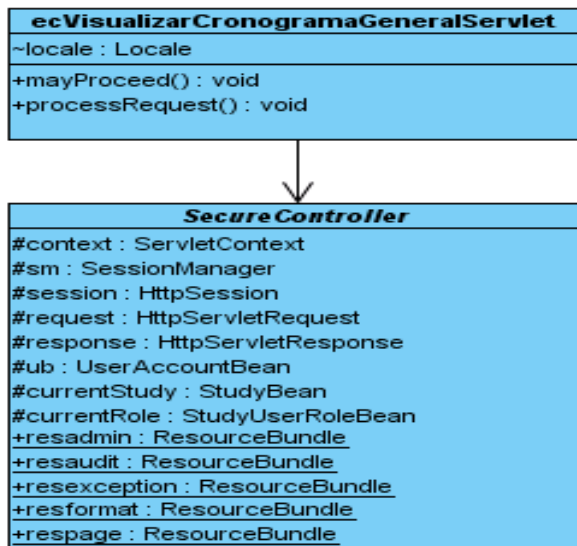 ecVisualizarCronogramaGeneralServlet
~locale : Locale
+mayProceed() : void
+processRequest() : void
SecureController
#context : ServletContext
#sm : SessionManager
#session : HttpSession
#request : HttpServletRequest
#response : HttpServletResponse
#ub : UserAccountBean
#currentStudy : StudyBean
#currentRole : StudyUserRoleBean
+resadmin : ResourceBundle
+resaudit : ResourceBundle
+resexception : ResourceBundle
+resformat : ResourceBundle
+respage : ResourceBundle